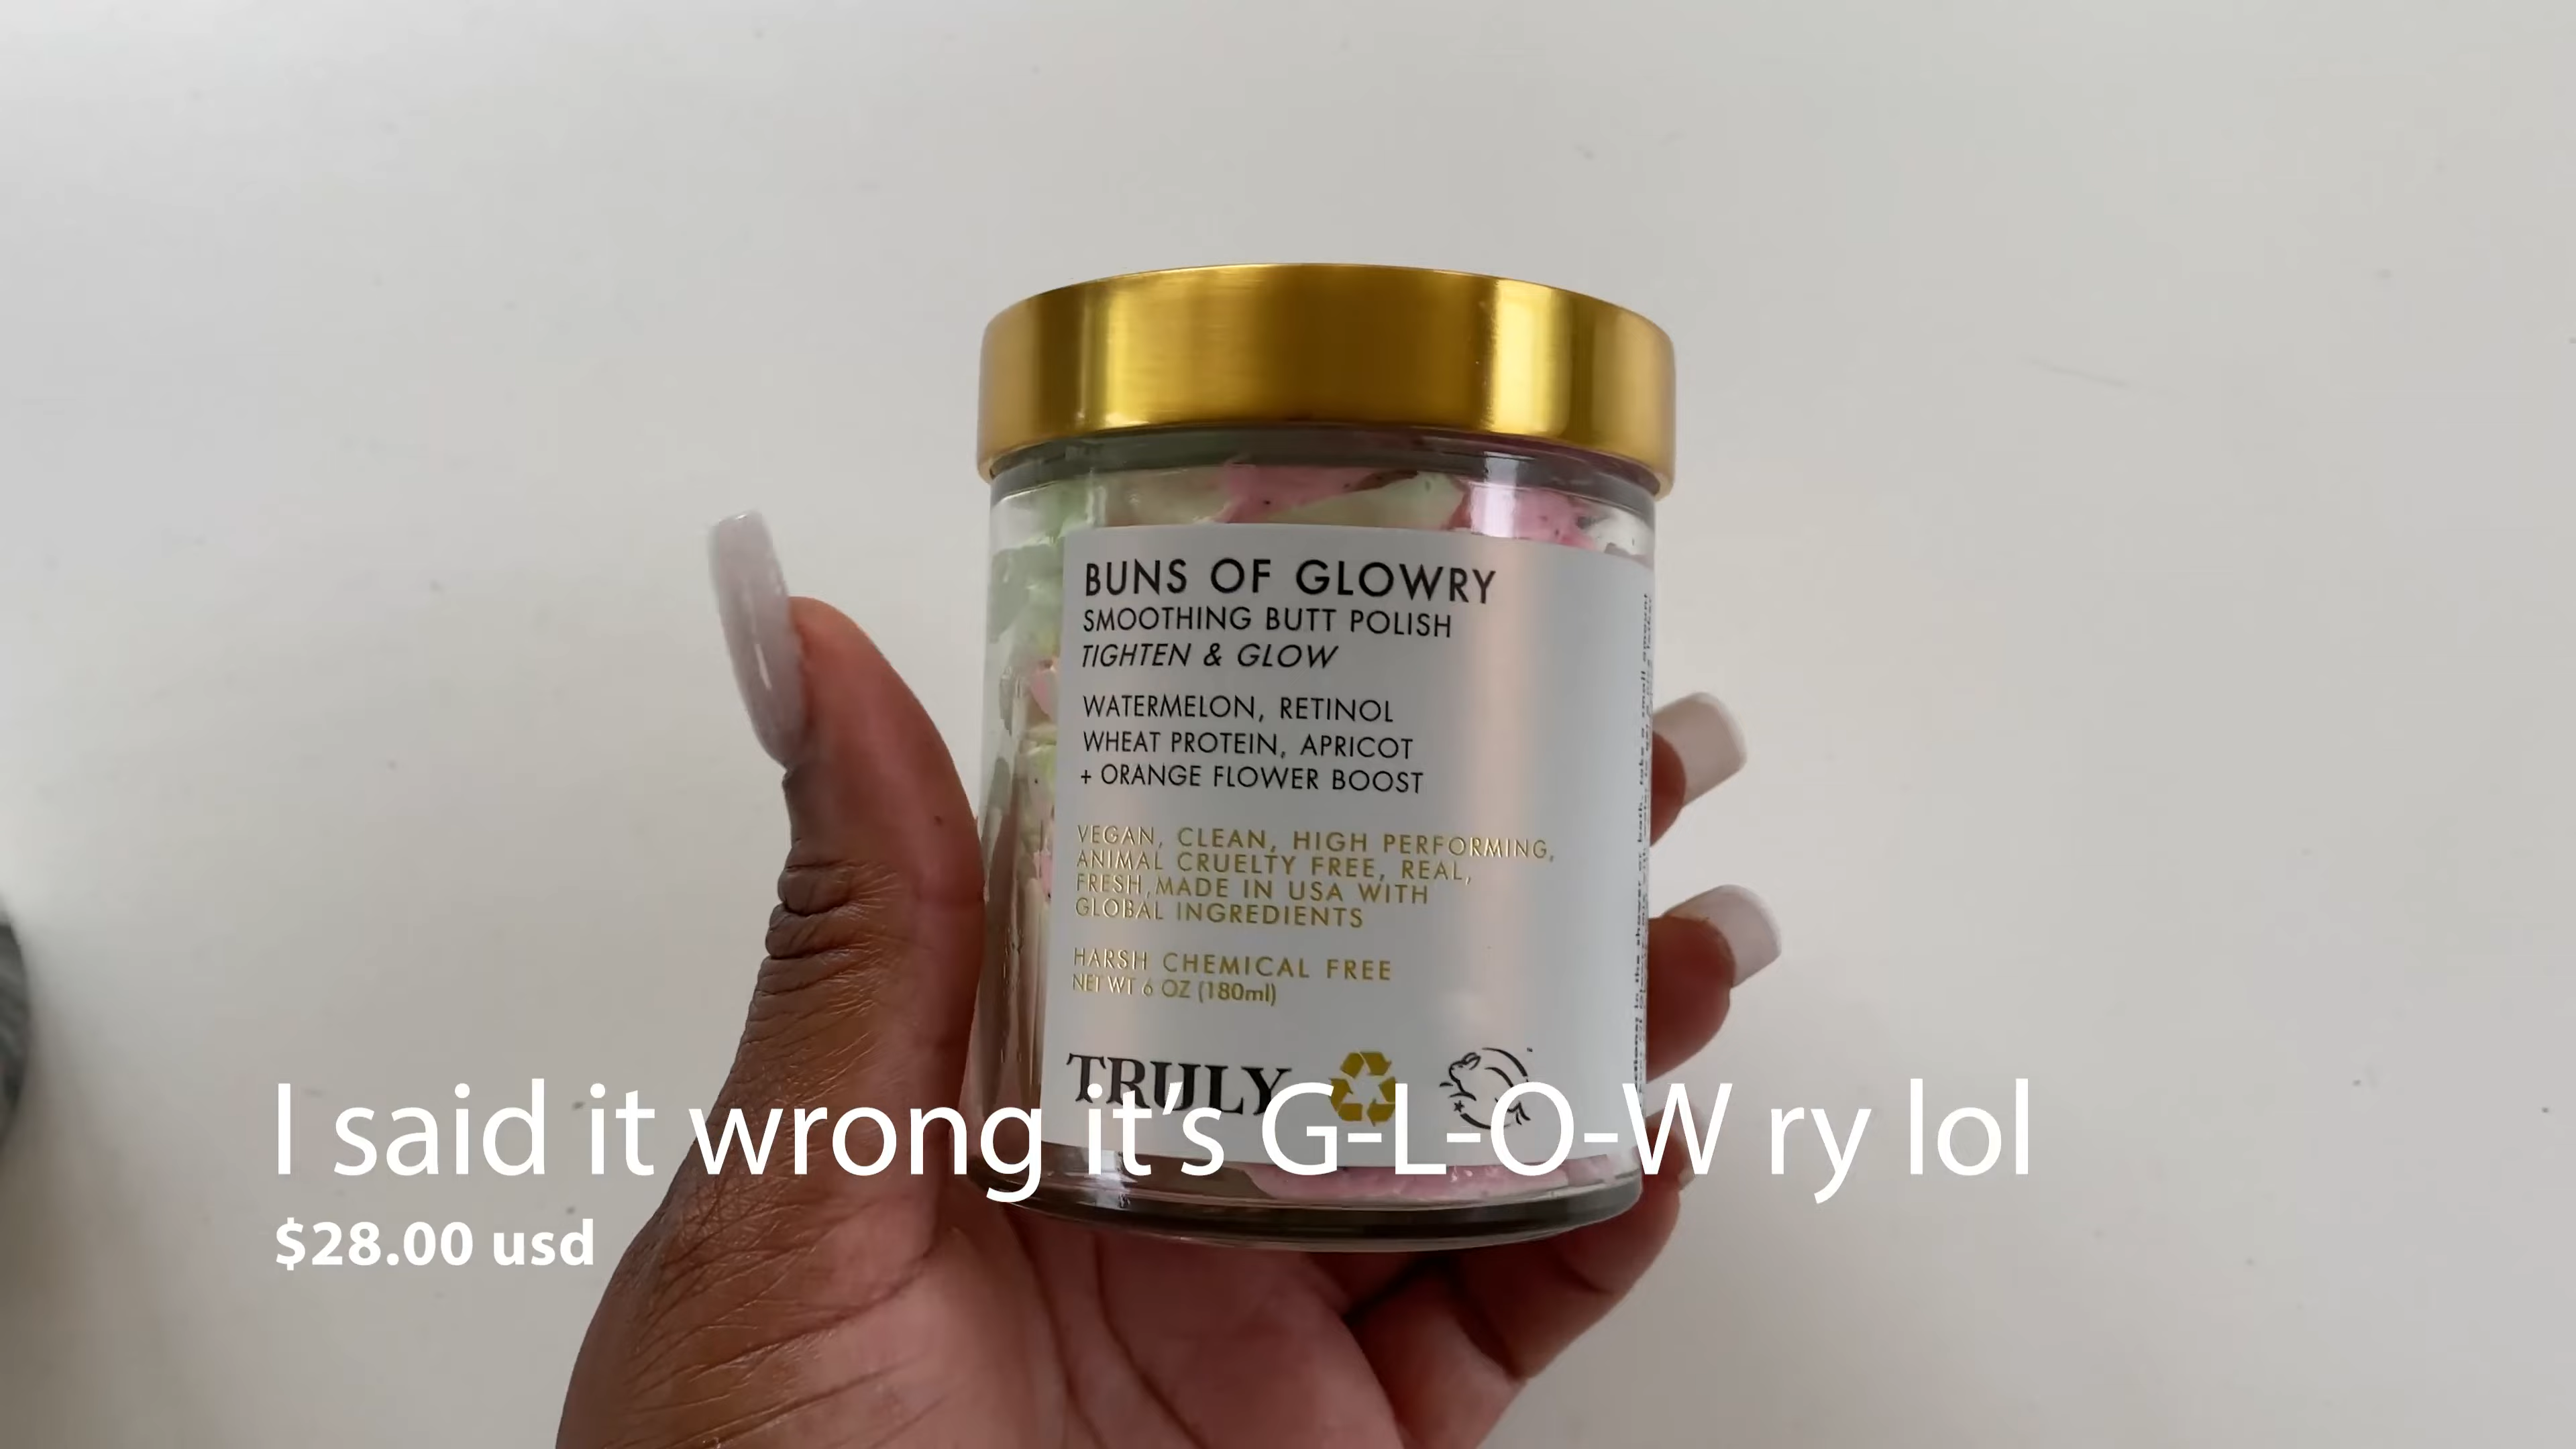 BUNS OF GLOWRY
SMOOTHING BUTT POLISH
TIGHTEN & GLOW
WATERMELON, RETINOL
WHEAT PROTEIN, APRICOT
+ ORANGE FLOWER BOOST
VEGAN, CLEAN, HIGH PERFORMING,
ANIMAL CRUELTY FREE, REAL,
FRESH, MADE IN USA WITH
GLOBAL INGREDIENTS
HARSH CHEMICAL FREE
NET WT 6 OZ (180ml)
TRULY
I said it wrong it's G-L-O-W ry lol
$28.00 usd